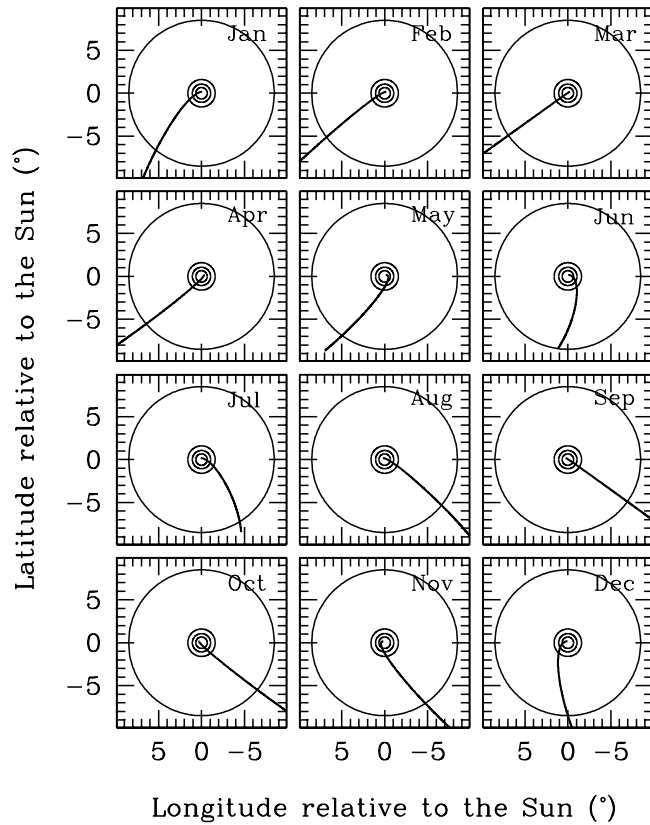 Jan Feb Mar
5
0
−5
Apr May Jun
5
0
−5
Jul Aug Sep
5
0
−5
Oct Nov Dec
5
0
−5
5 0 −5 5 0 −5 5 0 −5
Longitude relative to the Sun (°)
Latitude relative to the Sun (°)